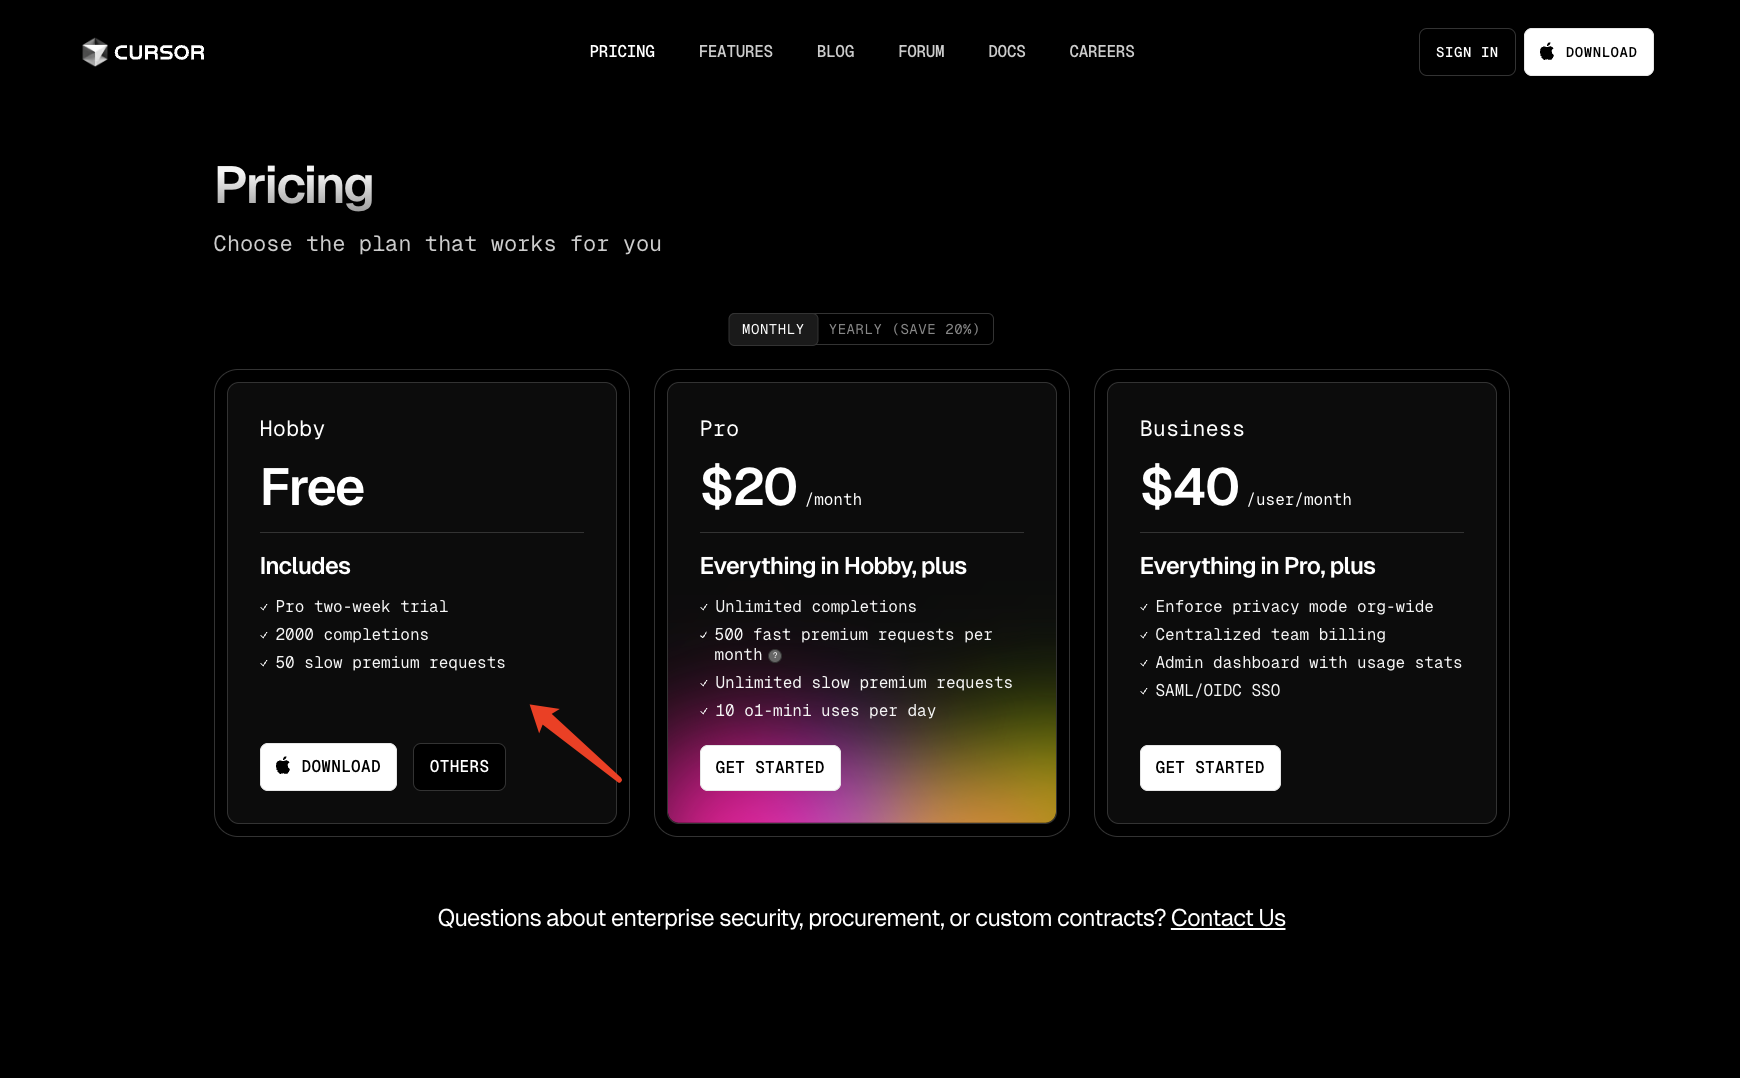 CURSOR
PRICING
FEATURES
BLOG
FORUM
DOCS
CAREERS
SIGN IN
DOWNLOAD
Pricing
Choose the plan that works for you
MONTHLY
YEARLY (SAVE 20%)
Hobby
Free
Includes
✓ Pro two-week trial
✓ 2000 completions
✓ 50 slow premium requests
DOWNLOAD
OTHERS
Pro
$20 /month
Everything in Hobby, plus
✓ Unlimited completions
✓ 500 fast premium requests per
month ?
✓ Unlimited slow premium requests
✓ 10 o1-mini uses per day
GET STARTED
Business
$40 /user/month
Everything in Pro, plus
✓ Enforce privacy mode org-wide
✓ Centralized team billing
✓ Admin dashboard with usage stats
✓ SAML/OIDC SSO
GET STARTED
Questions about enterprise security, procurement, or custom contracts? Contact Us